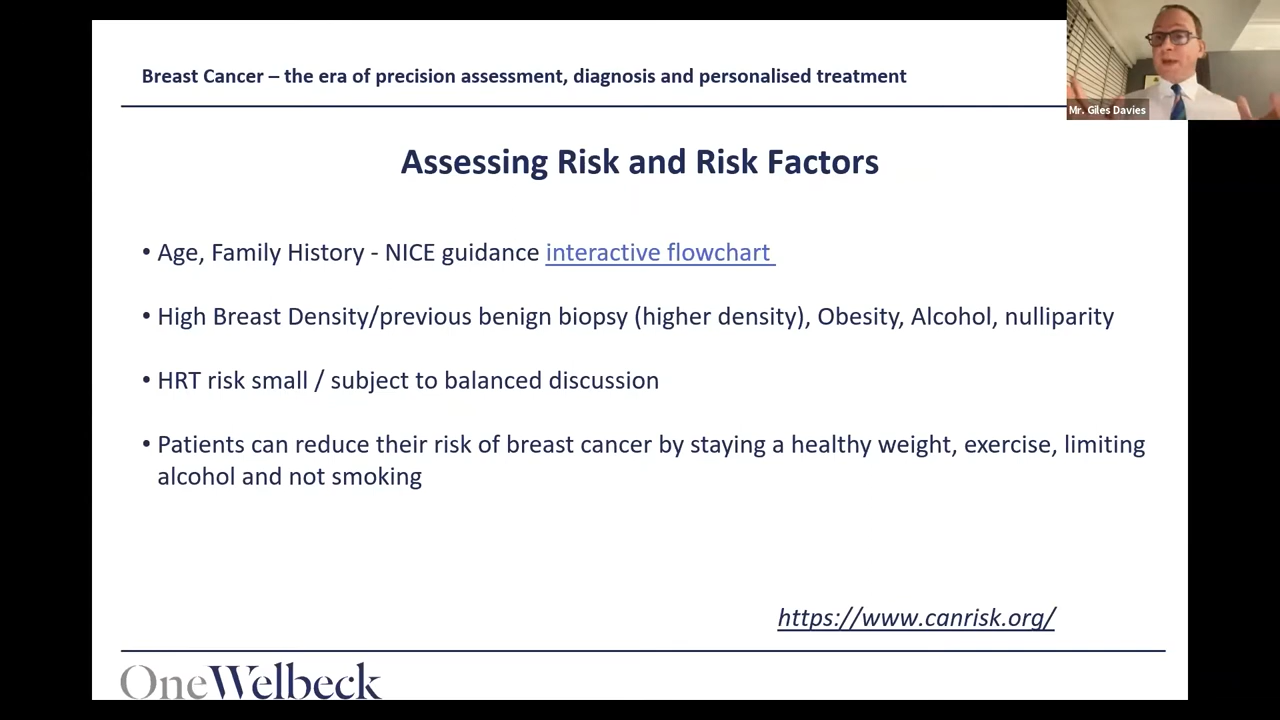 Breast Cancer – the era of precision assessment, diagnosis and personalised treatment
Mr. Giles Davies
Assessing Risk and Risk Factors
• Age, Family History - NICE guidance interactive flowchart
• High Breast Density/previous benign biopsy (higher density), Obesity, Alcohol, nulliparity
• HRT risk small / subject to balanced discussion
• Patients can reduce their risk of breast cancer by staying a healthy weight, exercise, limiting
alcohol and not smoking
https://www.canrisk.org/
OneWelbeck